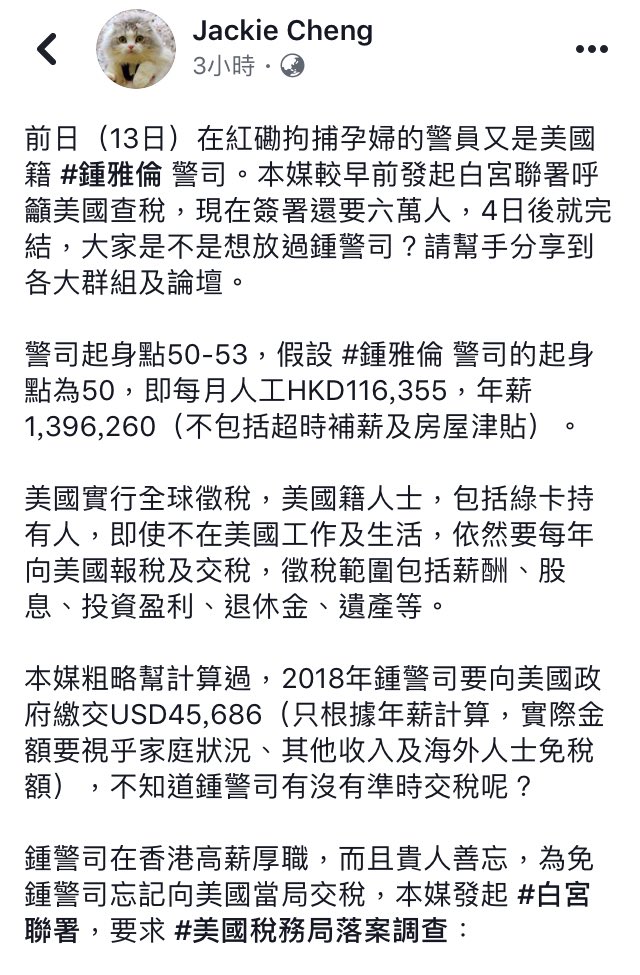 Jackie Cheng
3小時・
前日（13日）在紅磡拘捕孕婦的警員又是美國
籍 #鍾雅倫 警司。本媒較早前發起白宮聯署呼
籲美國查稅，現在簽署還要六萬人，4日後就完
結，大家是不是想放過鍾警司？請幫手分享到
各大群組及論壇。
警司起身點50-53，假設 #鍾雅倫 警司的起身
點為50，即每月人工HKD116,355，年薪
1,396,260（不包括超時補薪及房屋津貼）。
美國實行全球徵稅，美國籍人士，包括綠卡持
有人，即使不在美國工作及生活，依然要每年
向美國報稅及交稅，徵稅範圍包括薪酬、股
息、投資盈利、退休金、遺產等。
本媒粗略幫計算過，2018年鍾警司要向美國政
府繳交USD45,686（只根據年薪計算，實際金
額要視乎家庭狀況、其他收入及海外人士免稅
額），不知道鍾警司有沒有準時交稅呢？
鍾警司在香港高薪厚職，而且貴人善忘，為免
鍾警司忘記向美國當局交稅，本媒發起 #白宮
聯署，要求 #美國稅務局落案調查：